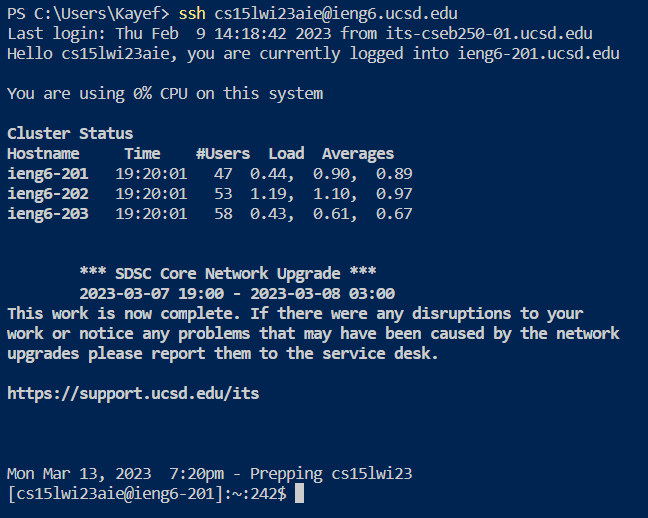 PS C:\Users\Kayef> ssh cs15lwi23aie@ieng6.ucsd.edu
Last login: Thu Feb  9 14:18:42 2023 from its-cseb250-01.ucsd.edu
Hello cs15lwi23aie, you are currently logged into ieng6-201.ucsd.edu
You are using 0% CPU on this system
Cluster Status
Hostname     Time    #Users  Load  Averages
ieng6-201   19:20:01   47  0.44,  0.90,  0.89
ieng6-202   19:20:01   53  1.19,  1.10,  0.97
ieng6-203   19:20:01   58  0.43,  0.61,  0.67
*** SDSC Core Network Upgrade ***
2023-03-07 19:00 - 2023-03-08 03:00
This work is now complete. If there were any disruptions to your
work or notice any problems that may have been caused by the network
upgrades please report them to the service desk.
https://support.ucsd.edu/its
Mon Mar 13, 2023  7:20pm - Prepping cs15lwi23
[cs15lwi23aie@ieng6-201]:~:242$